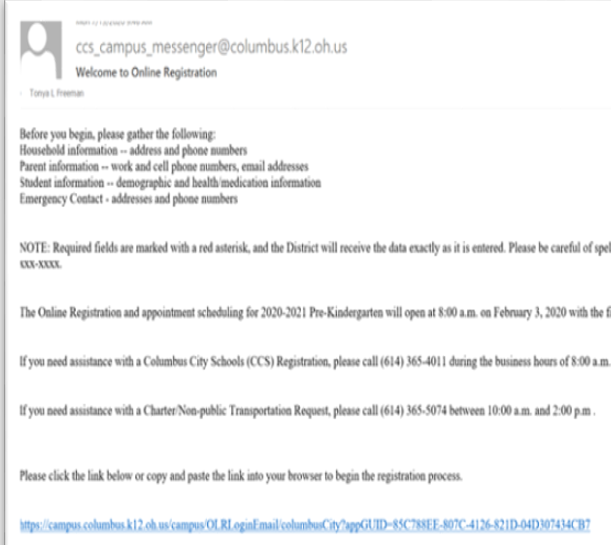 ccs_campus_messenger@columbus.k12.oh.us
Welcome to Online Registration
Tonya L Freeman
Before you begin, please gather the following:
Household information -- address and phone numbers
Parent information -- work and cell phone numbers, email addresses
Student information -- demographic and health/medication information
Emergency Contact - addresses and phone numbers
NOTE: Required fields are marked with a red asterisk, and the District will receive the data exactly as it is entered. Please be careful of spel
xxx-xxxx.
The Online Registration and appointment scheduling for 2020-2021 Pre-Kindergarten will open at 8:00 a.m. on February 3, 2020 with the fi
If you need assistance with a Columbus City Schools (CCS) Registration, please call (614) 365-4011 during the business hours of 8:00 a.m.
If you need assistance with a Charter/Non-public Transportation Request, please call (614) 365-5074 between 10:00 a.m. and 2:00 p.m .
Please click the link below or copy and paste the link into your browser to begin the registration process.
https://campus.columbus.k12.oh.us/campus/OLRLoginEmail/columbusCity?appGUID=85C788EE-807C-4126-821D-04D307434CB7